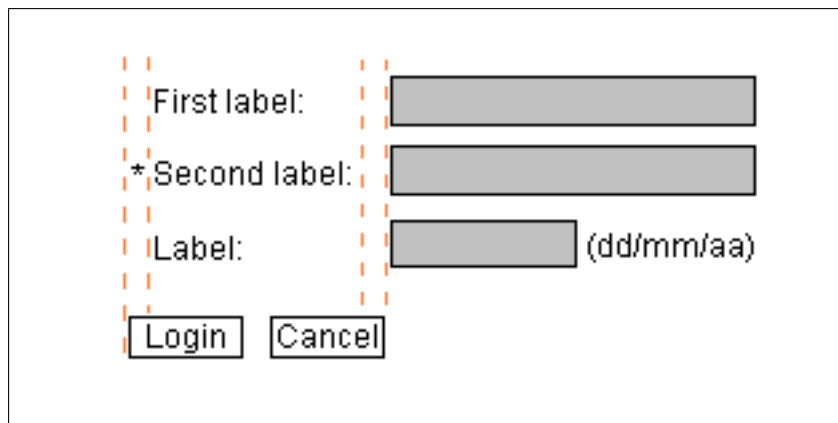 First label:
* Second label:
Label: (dd/mm/aa)
Login Cancel